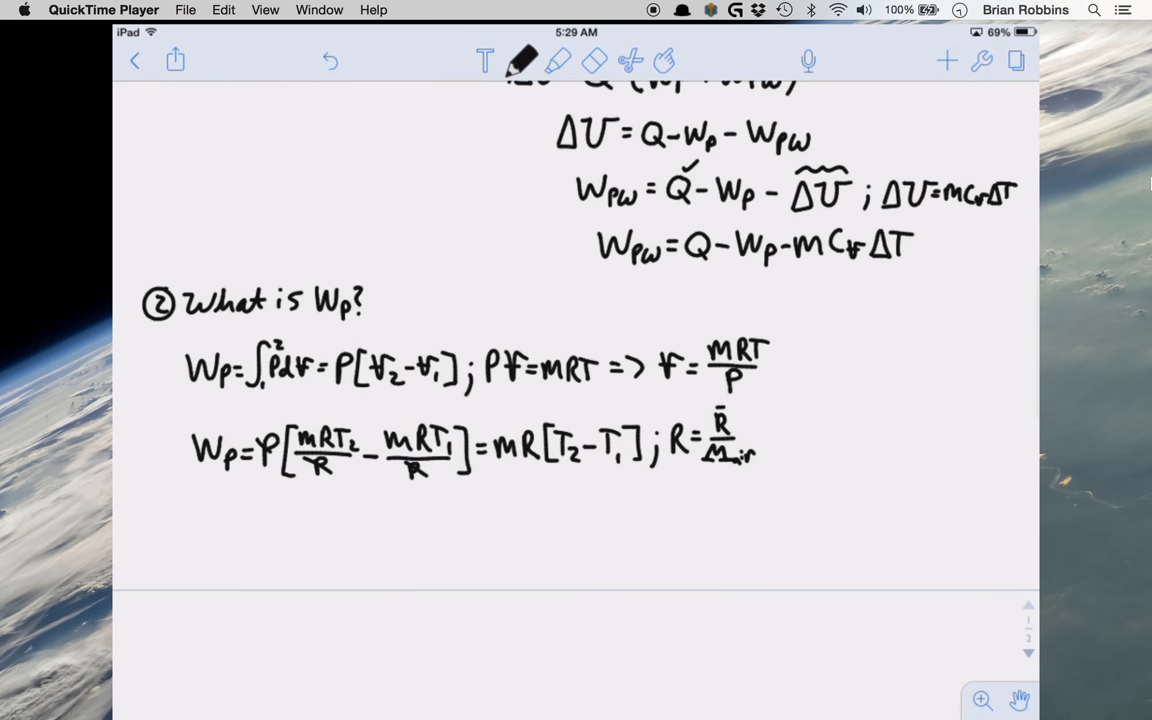 QuickTime Player File Edit View Window Help 100% Brian Robbins
iPad 5:29 AM 69%
T
ΔU = Q - Wp - Wpw
Wpw = Q✓ - Wp - ΔU ; ΔU = mCvΔT
Wpw = Q - Wp - mCvΔT
② What is Wp?
Wp = ∫₁² PdV = P[V₂ - V₁] ; PV = mRT => V = mRT/P
Wp = P[mRT₂/P - mRT₁/P] = mR[T₂ - T₁] ; R = R̄/Mair
1
2